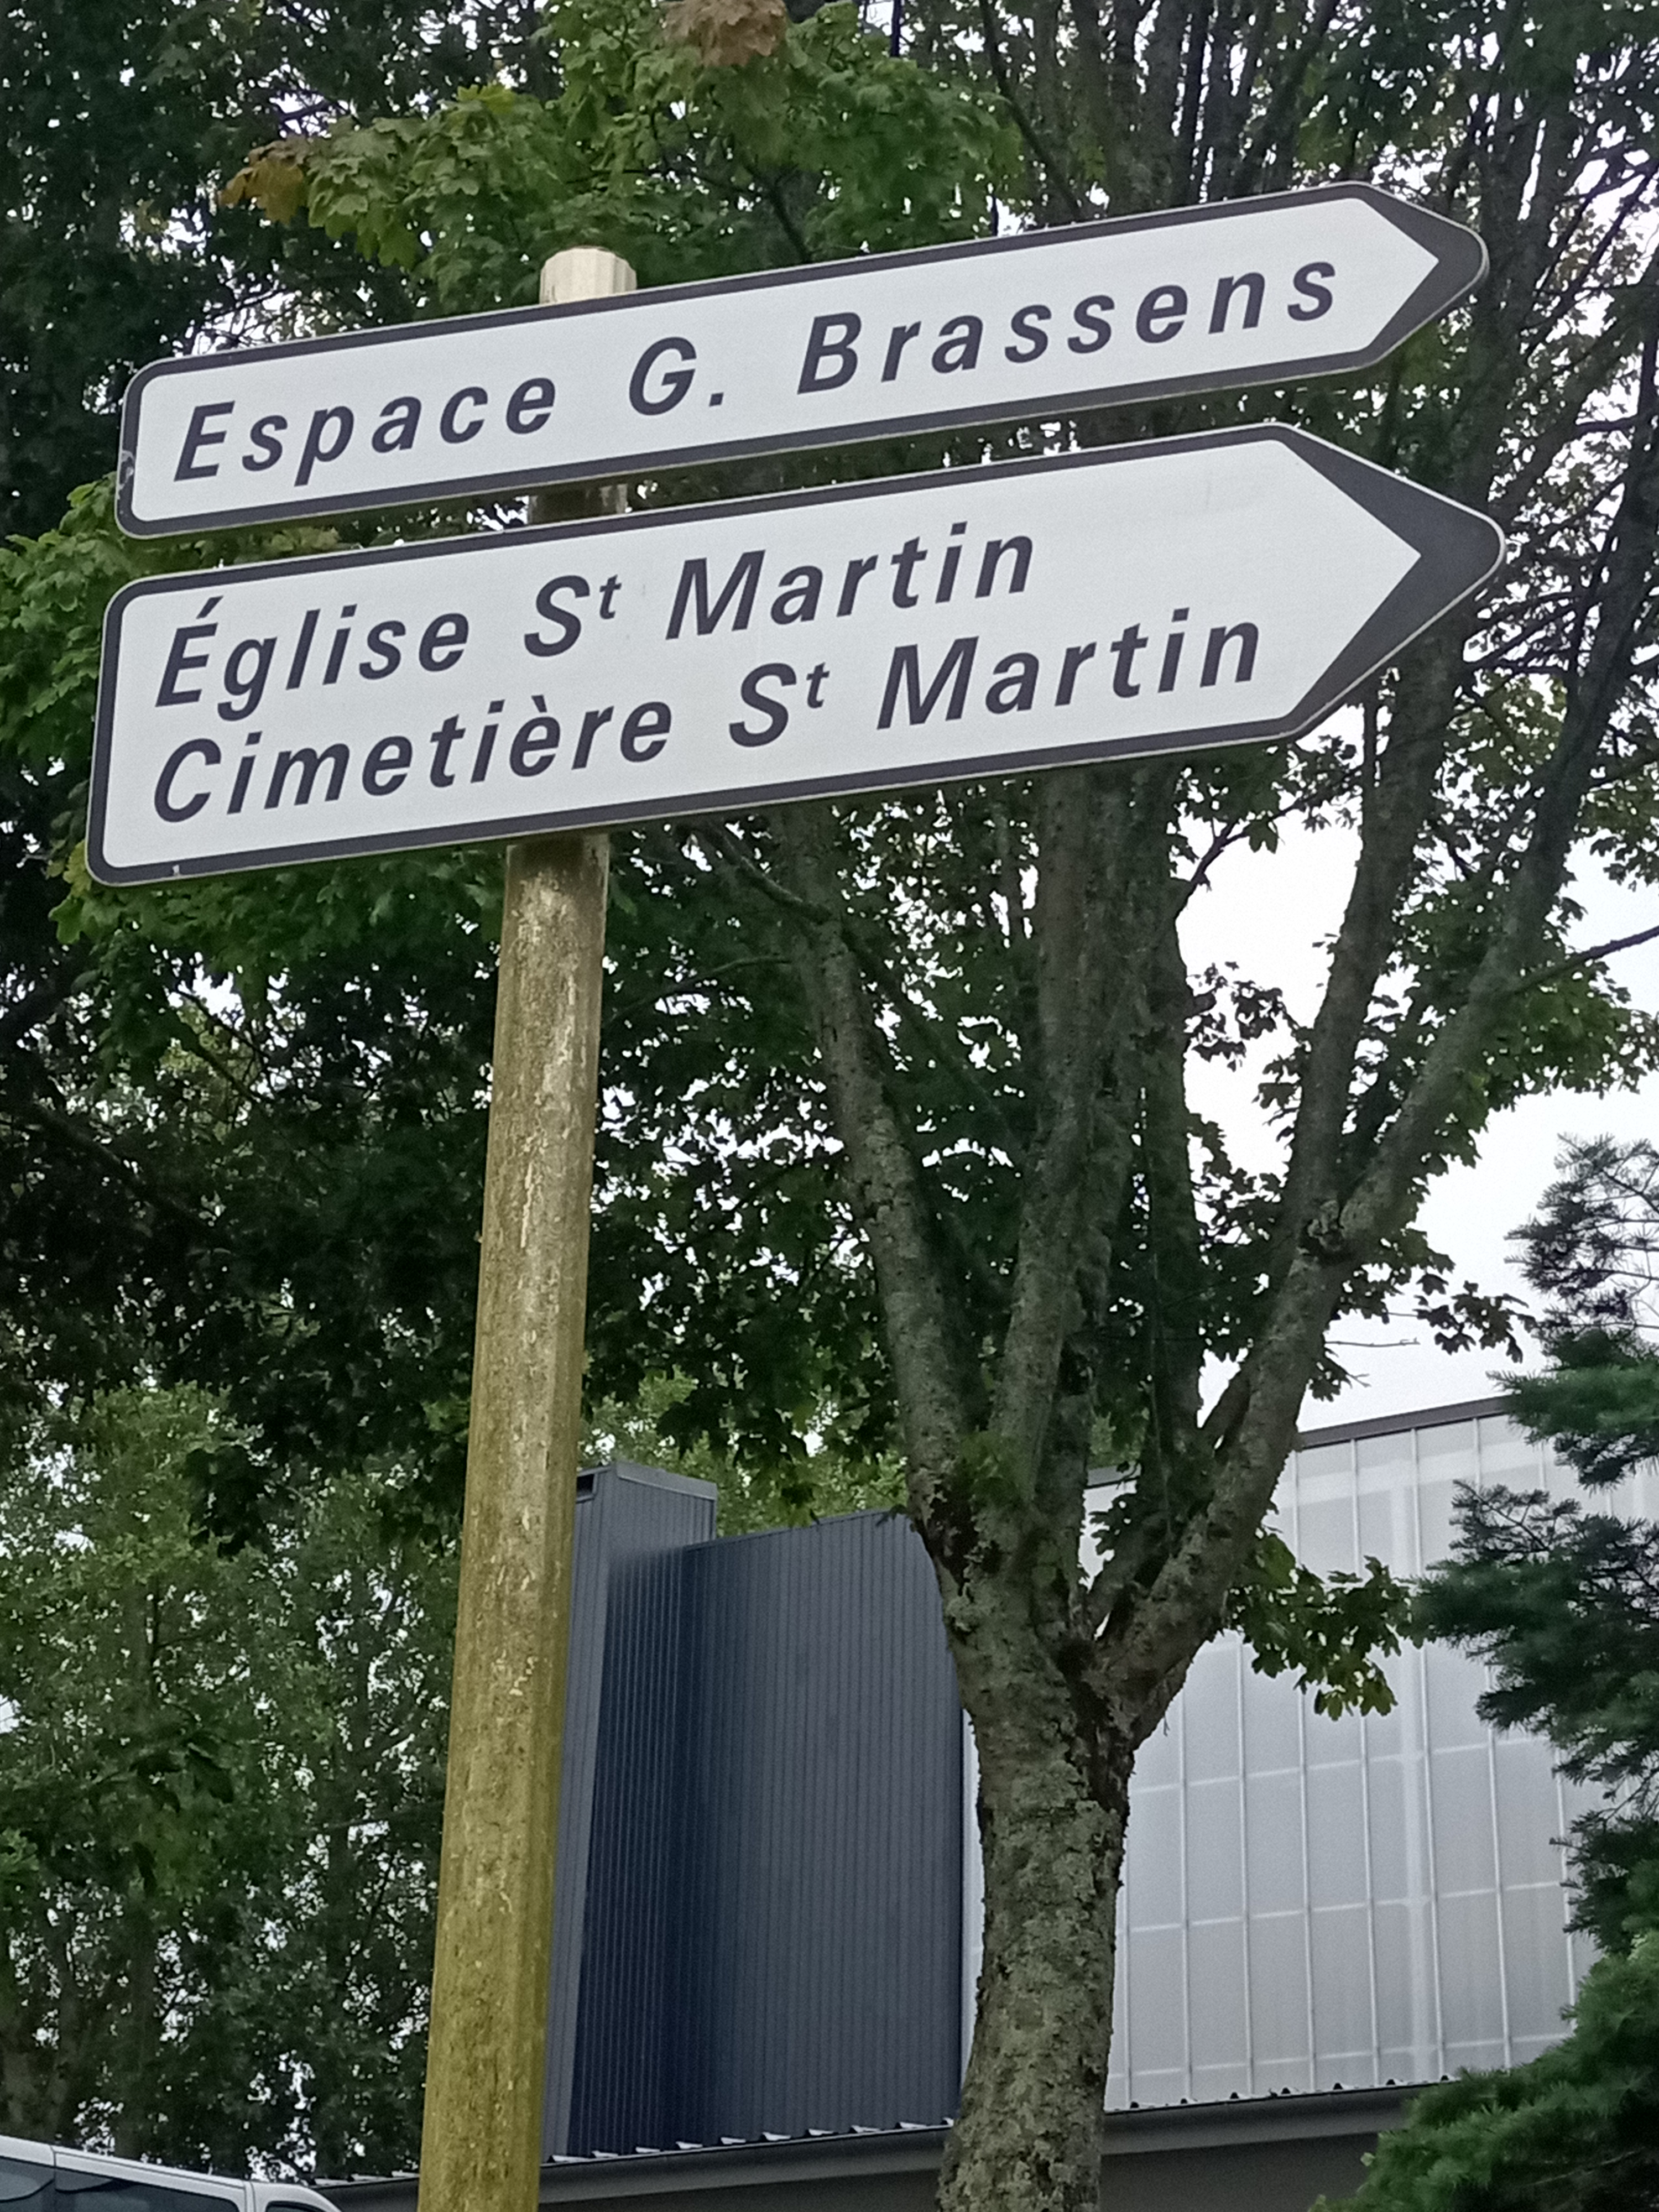 Espace G. Brassens
Église St Martin
Cimetière St Martin